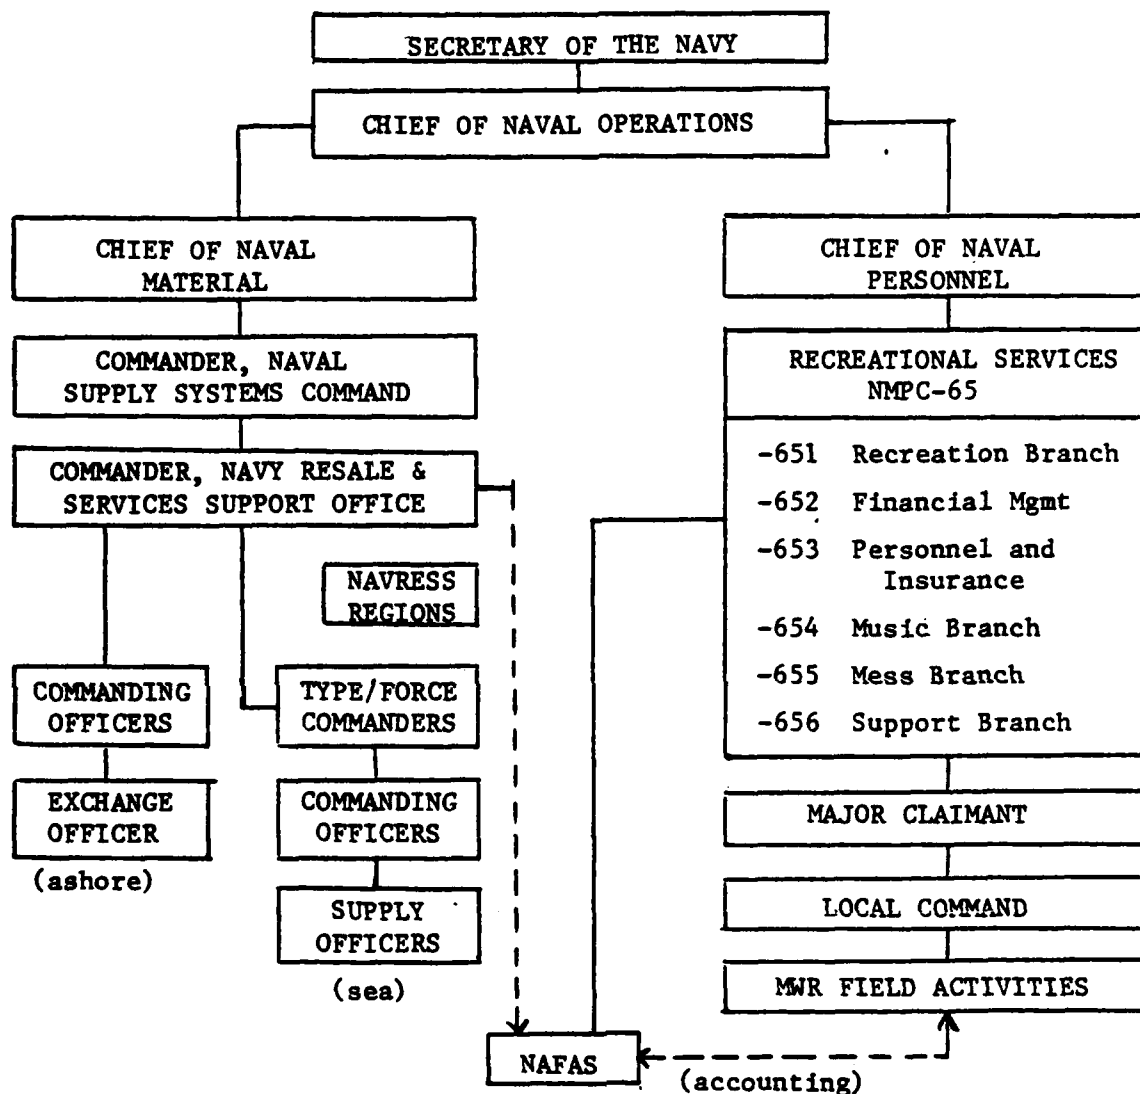 SECRETARY OF THE NAVY
CHIEF OF NAVAL OPERATIONS
CHIEF OF NAVAL
MATERIAL
COMMANDER, NAVAL
SUPPLY SYSTEMS COMMAND
COMMANDER, NAVY RESALE &
SERVICES SUPPORT OFFICE
NAVRESS
REGIONS
COMMANDING
OFFICERS
EXCHANGE
OFFICER
(ashore)
TYPE/FORCE
COMMANDERS
COMMANDING
OFFICERS
SUPPLY
OFFICERS
(sea)
CHIEF OF NAVAL
PERSONNEL
RECREATIONAL SERVICES
NMPC-65
-651 Recreation Branch
-652 Financial Mgmt
-653 Personnel and
Insurance
-654 Music Branch
-655 Mess Branch
-656 Support Branch
MAJOR CLAIMANT
LOCAL COMMAND
MWR FIELD ACTIVITIES
NAFAS
(accounting)